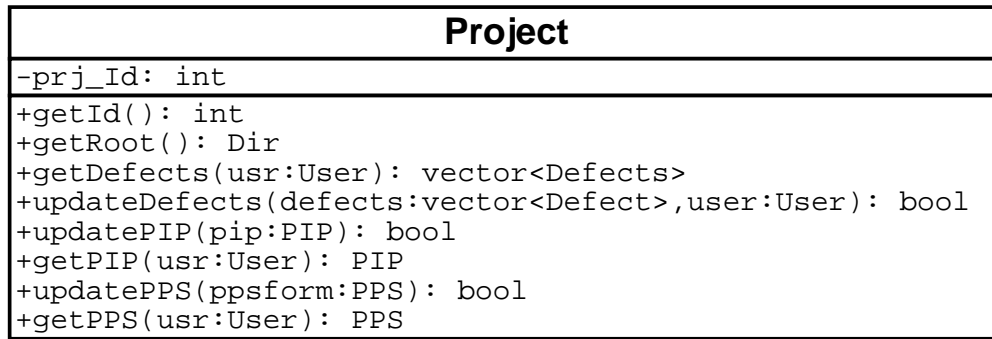 Project
-prj_Id: int
+getId(): int
+getRoot(): Dir
+getDefects(usr:User): vector<Defects>
+updateDefects(defects:vector<Defect>,user:User): bool
+updatePIP(pip:PIP): bool
+getPIP(usr:User): PIP
+updatePPS(ppsform:PPS): bool
+getPPS(usr:User): PPS